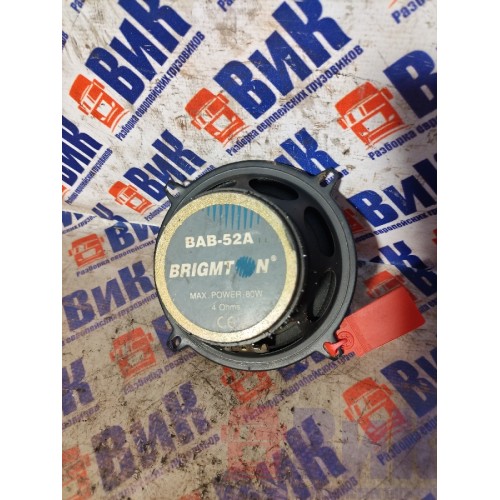 ВИК
Разборка европейских грузовиков
BAB-52A
BRIGMTON®
MAX. POWER 80W
4 Ohms
CE